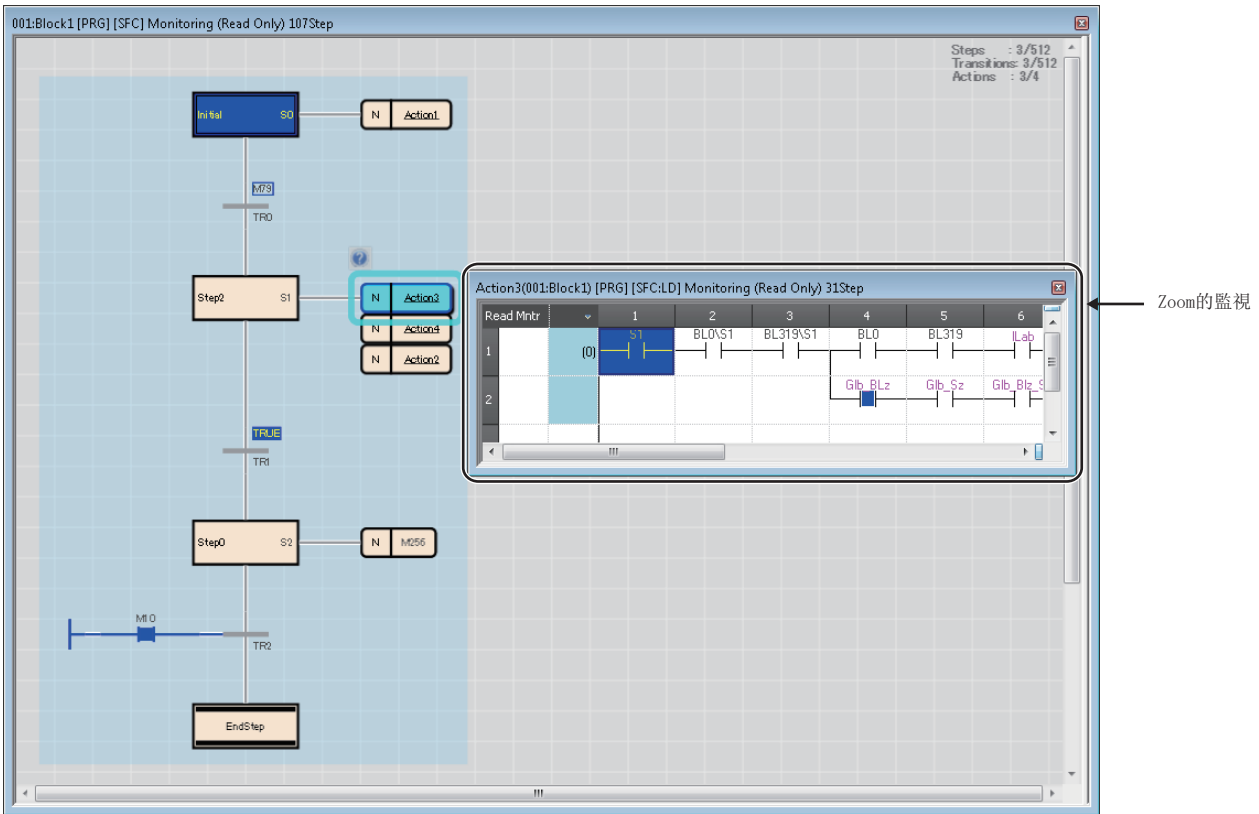 001:Block1 [PRG] [SFC] Monitoring (Read Only) 107Step
Steps : 3/512
Transitions: 3/512
Actions : 3/4
Initial S0
N Action1
M79
TR0
Step2 S1
N Action3
N Action4
N Action2
Action3(001:Block1) [PRG] [SFC:LD] Monitoring (Read Only) 31Step
Read Mntr 1 2 3 4 5 6
1 (0) S1 BL0\S1 BL319\S1 BL0 BL319 lLab
2 Glb_BLz Glb_Sz Glb_Blz_S
Zoom的監視
TRUE
TR1
Step0 S2
N M256
M10
TR2
EndStep